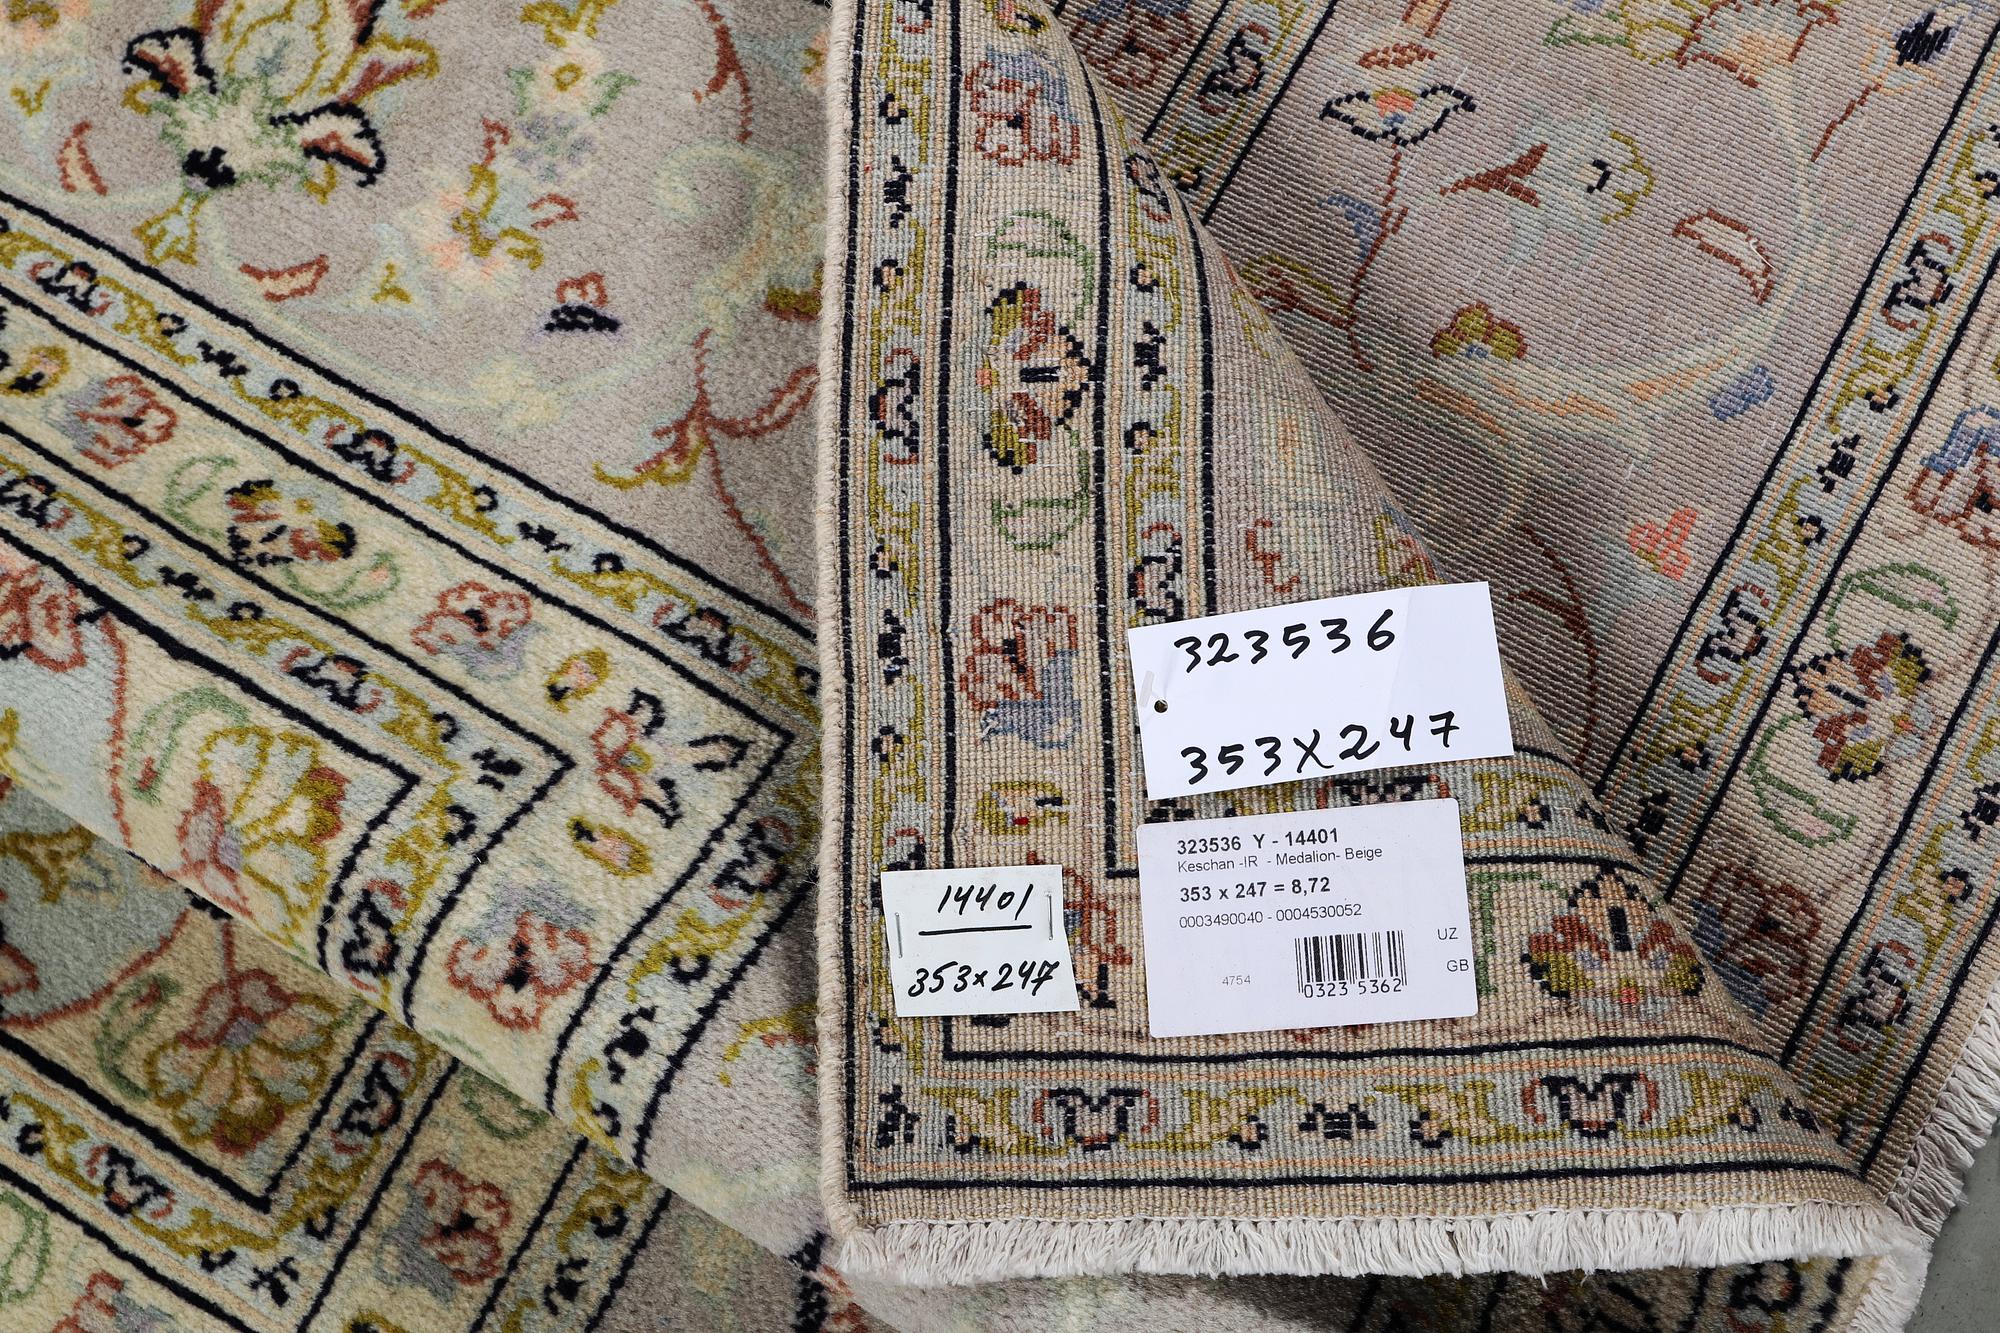 323536
353X247
323536 Y - 14401
Keschan -IR - Medalion- Beige
353 x 247 = 8,72
0003490040 - 0004530052
UZ
GB
4754
0323 5362
14401
353x247